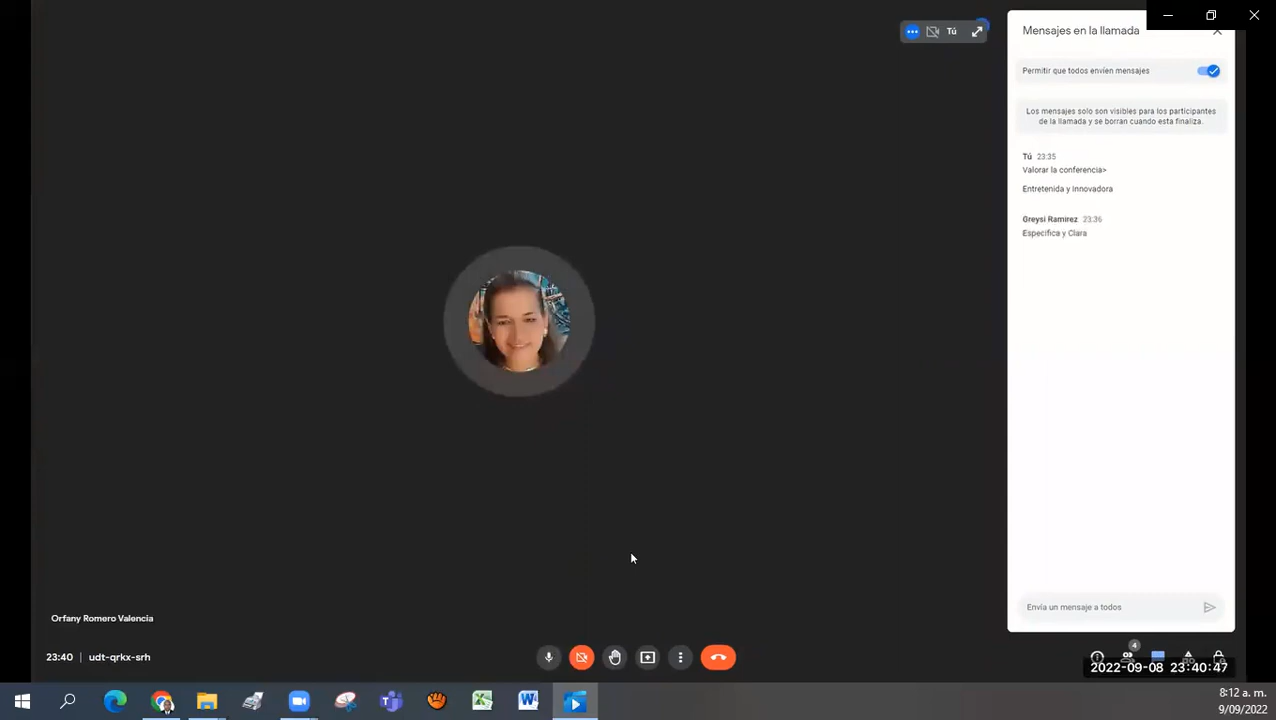 Tú
Mensajes en la llamada
Permitir que todos envíen mensajes
Los mensajes solo son visibles para los participantes
de la llamada y se borran cuando esta finaliza.
Tú 23:35
Valorar la conferencia>
Entretenida y innovadora
Greysi Ramirez 23:36
Especifica y Clara
Envía un mensaje a todos
Orfany Romero Valencia
23:40 | udt-qrkx-srh
4
2022-09-08 23:40:47
8:12 a. m.
9/09/2022